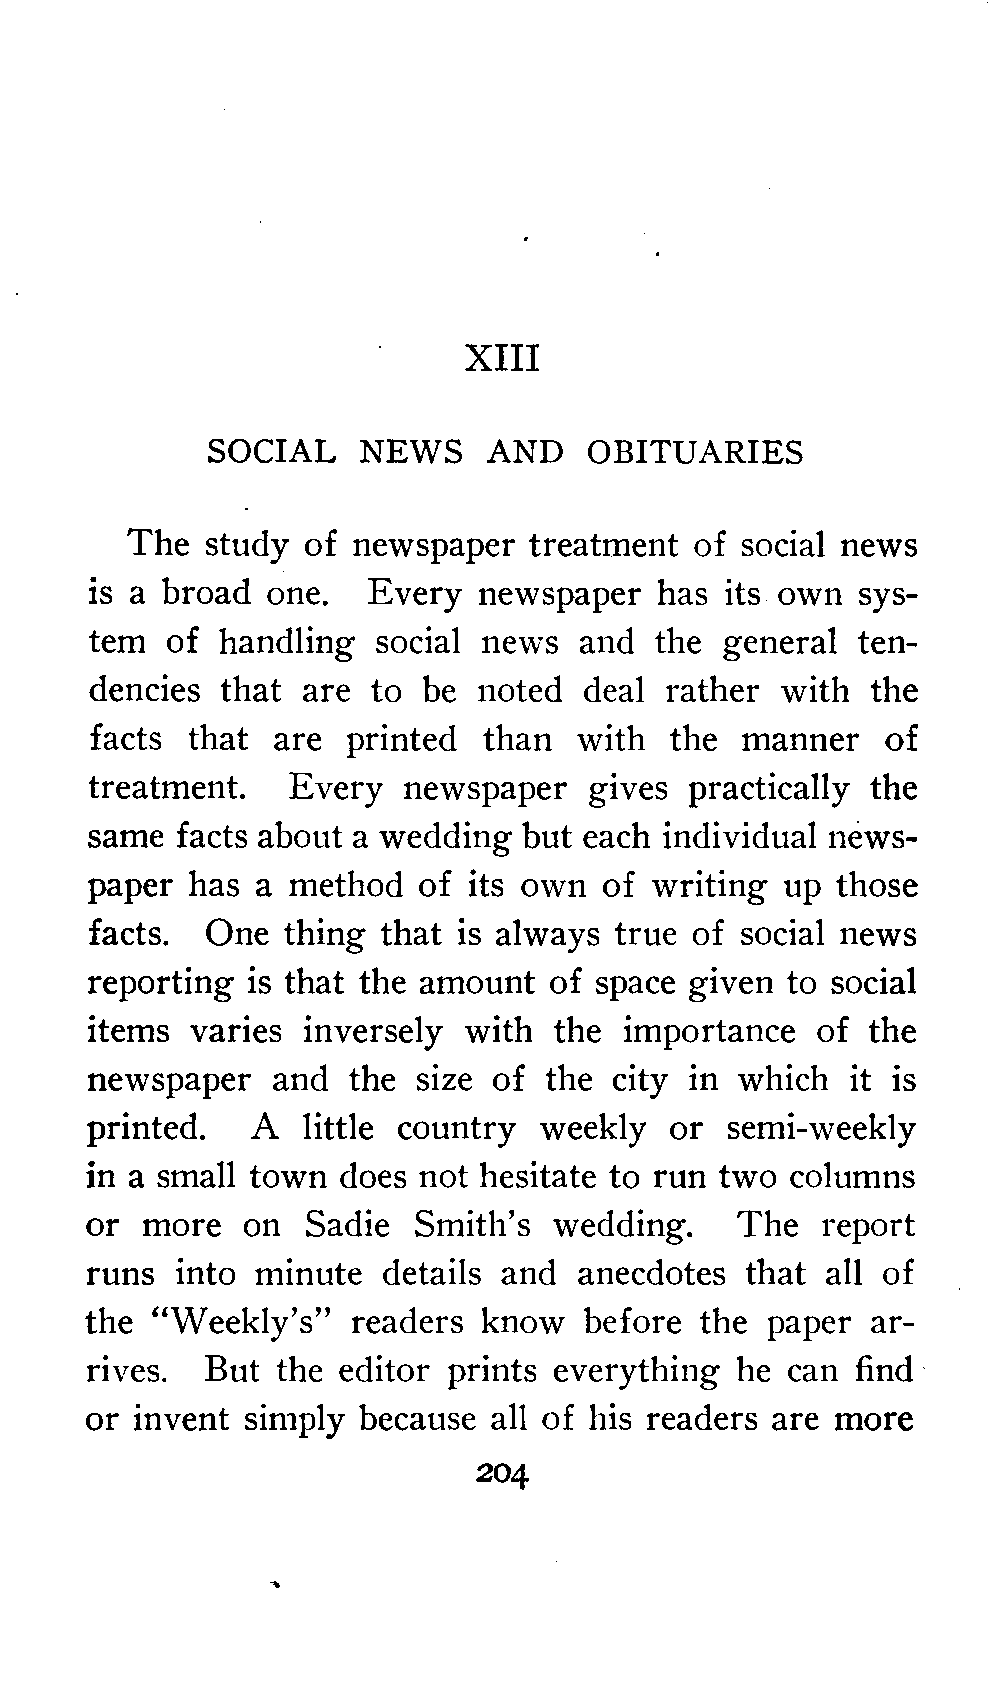 XIII
SOCIAL NEWS AND OBITUARIES
The study of newspaper treatment of social news
is a broad one. Every newspaper has its own sys-
tem of handling social news and the general ten-
dencies that are to be noted deal rather with the
facts that are printed than with the manner of
treatment. Every newspaper gives practically the
same facts about a wedding but each individual news-
paper has a method of its own of writing up those
facts. One thing that is always true of social news
reporting is that the amount of space given to social
items varies inversely with the importance of the
newspaper and the size of the city in which it is
printed. A little country weekly or semi-weekly
in a small town does not hesitate to run two columns
or more on Sadie Smith's wedding. The report
runs into minute details and anecdotes that all of
the "Weekly's" readers know before the paper ar-
rives. But the editor prints everything he can find
or invent simply because all of his readers are more
204